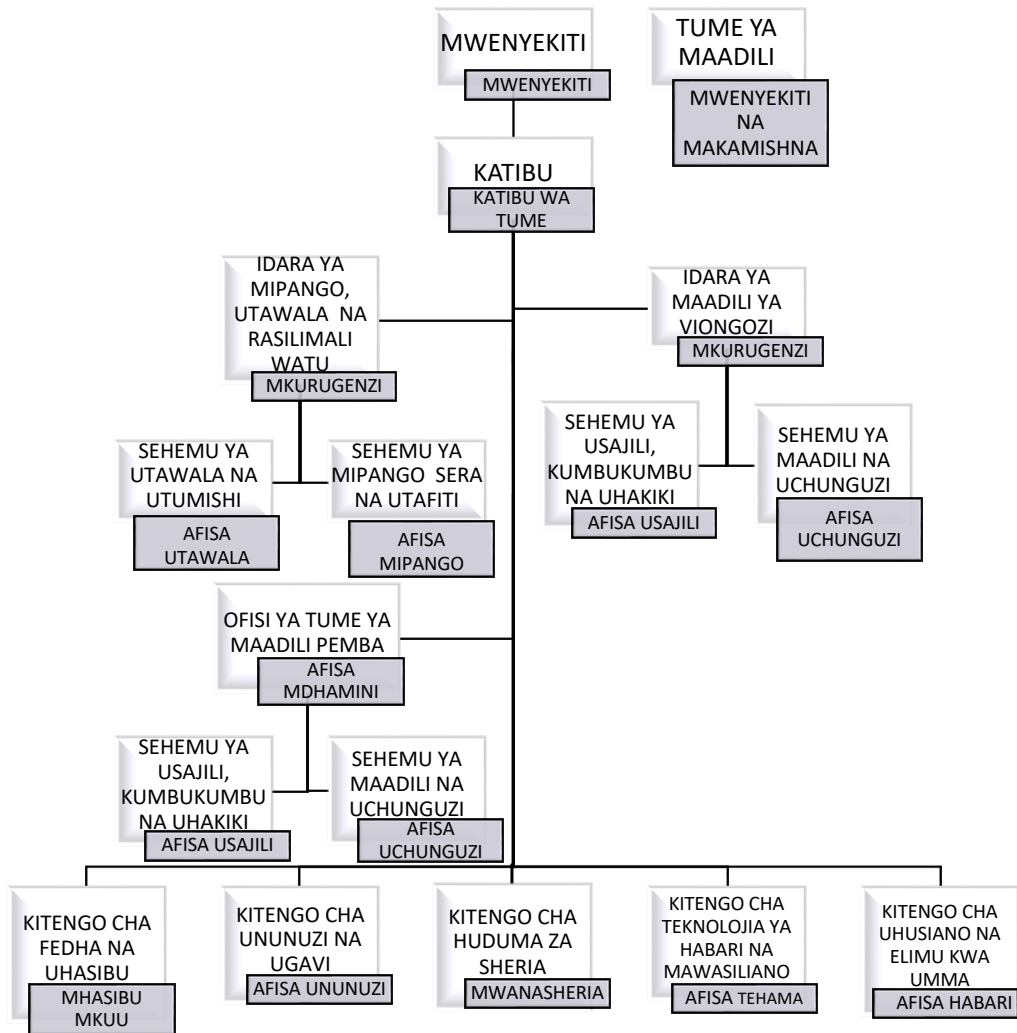 MWENYEKITI
MWENYEKITI
TUME YA
MAADILI
MWENYEKITI
NA
MAKAMISHNA
KATIBU
KATIBU WA
TUME
IDARA YA
MIPANGO,
UTAWALA NA
RASILIMALI
WATU
MKURUGENZI
IDARA YA
MAADILI YA
VIONGOZI
MKURUGENZI
SEHEMU YA
UTAWALA NA
UTUMISHI
AFISA
UTAWALA
SEHEMU YA
MIPANGO SERA
NA UTAFITI
AFISA
MIPANGO
SEHEMU YA
USAJILI,
KUMBUKUMBU
NA UHAKIKI
AFISA USAJILI
SEHEMU YA
MAADILI NA
UCHUNGUZI
AFISA
UCHUNGUZI
OFISI YA TUME YA
MAADILI PEMBA
AFISA
MDHAMINI
SEHEMU YA
USAJILI,
KUMBUKUMBU
NA UHAKIKI
AFISA USAJILI
SEHEMU YA
MAADILI NA
UCHUNGUZI
AFISA
UCHUNGUZI
KITENGO CHA
FEDHA NA
UHASIBU
MHASIBU
MKUU
KITENGO CHA
UNUNUZI NA
UGAVI
AFISA UNUNUZI
KITENGO CHA
HUDUMA ZA
SHERIA
MWANASHERIA
KITENGO CHA
TEKNOLOJIA YA
HABARI NA
MAWASILIANO
AFISA TEHAMA
KITENGO CHA
UHUSIANO NA
ELIMU KWA
UMMA
AFISA HABARI